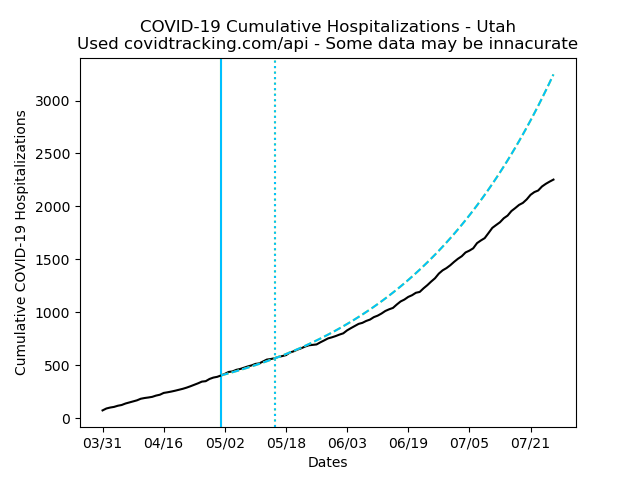 COVID-19 Cumulative Hospitalizations - Utah
Used covidtracking.com/api - Some data may be innacurate
Cumulative COVID-19 Hospitalizations
3000
2500
2000
1500
1000
500
0
03/31 04/16 05/02 05/18 06/03 06/19 07/05 07/21
Dates